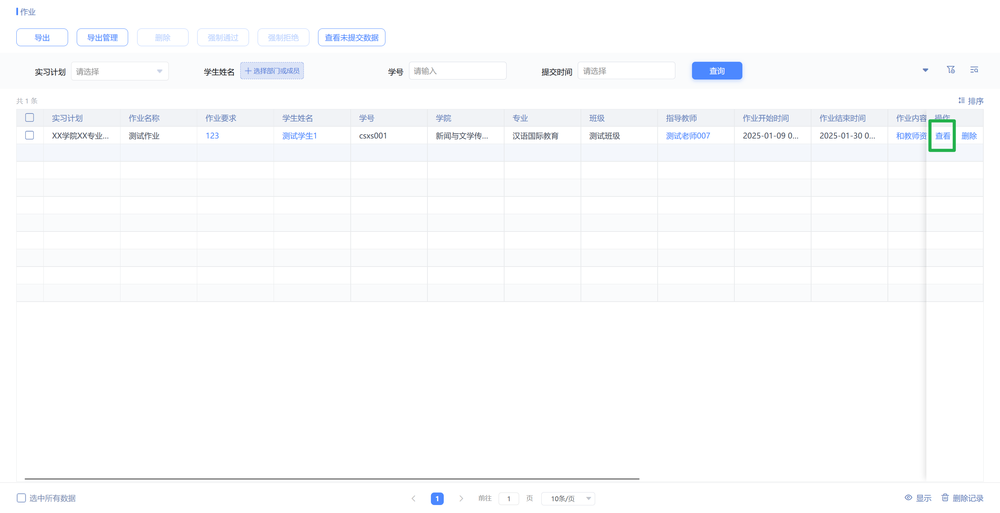 作业
导出 导出管理 删除 强制通过 强制拒绝 查看未提交数据
实习计划 请选择 学生姓名 选择部门或成员 学号 请输入 提交时间 请选择 查询
共 1 条 排序
实习计划 作业名称 作业要求 学生姓名 学号 学院 专业 班级 指导教师 作业开始时间 作业结束时间 作业内容 操作
XX学院XX专业... 测试作业 123 测试学生1 csxs001 新闻与文学传... 汉语国际教育 测试班级 测试老师007 2025-01-09 0... 2025-01-30 0... 和教师资 查看 删除
选中所有数据 1 前往 1 页 10条/页 显示 删除记录